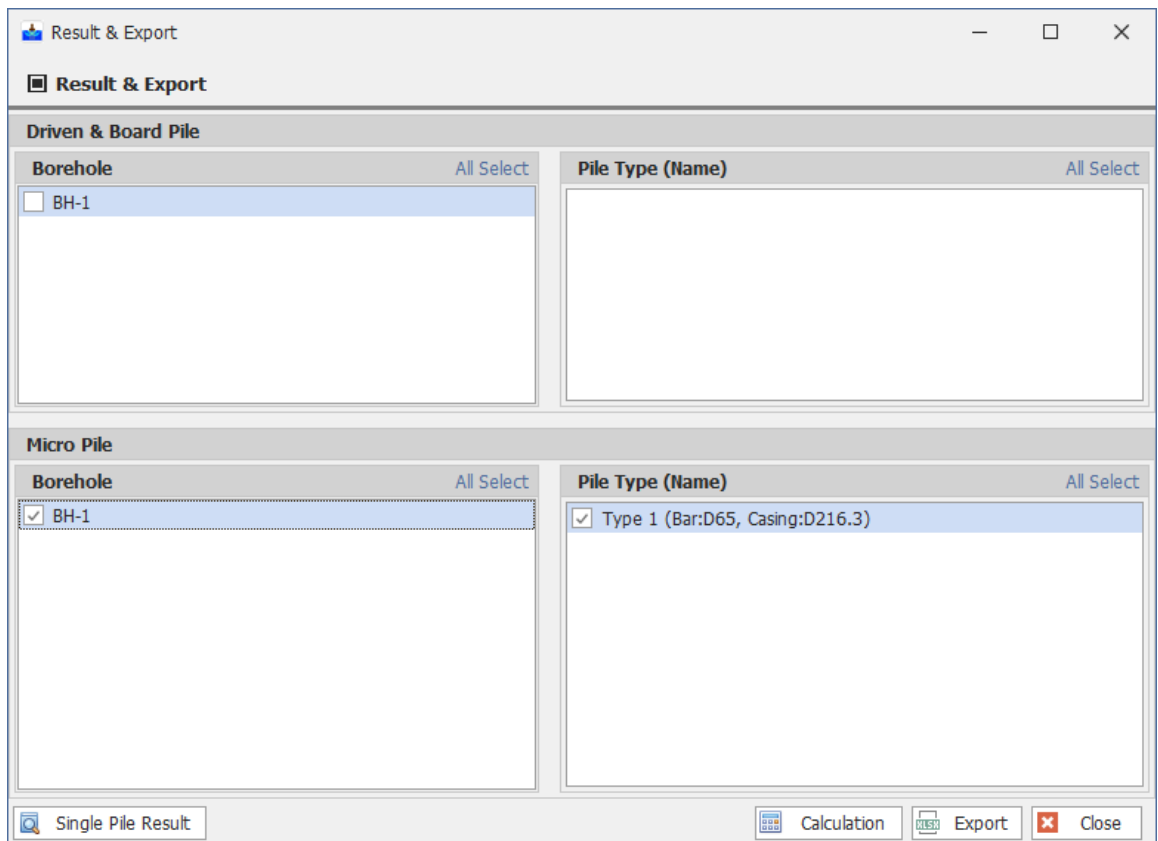 Result & Export
Result & Export
Driven & Board Pile
Borehole All Select
Pile Type (Name) All Select
BH-1
Micro Pile
Borehole All Select
Pile Type (Name) All Select
BH-1
Type 1 (Bar:D65, Casing:D216.3)
Single Pile Result
Calculation
XLSX
Export
Close